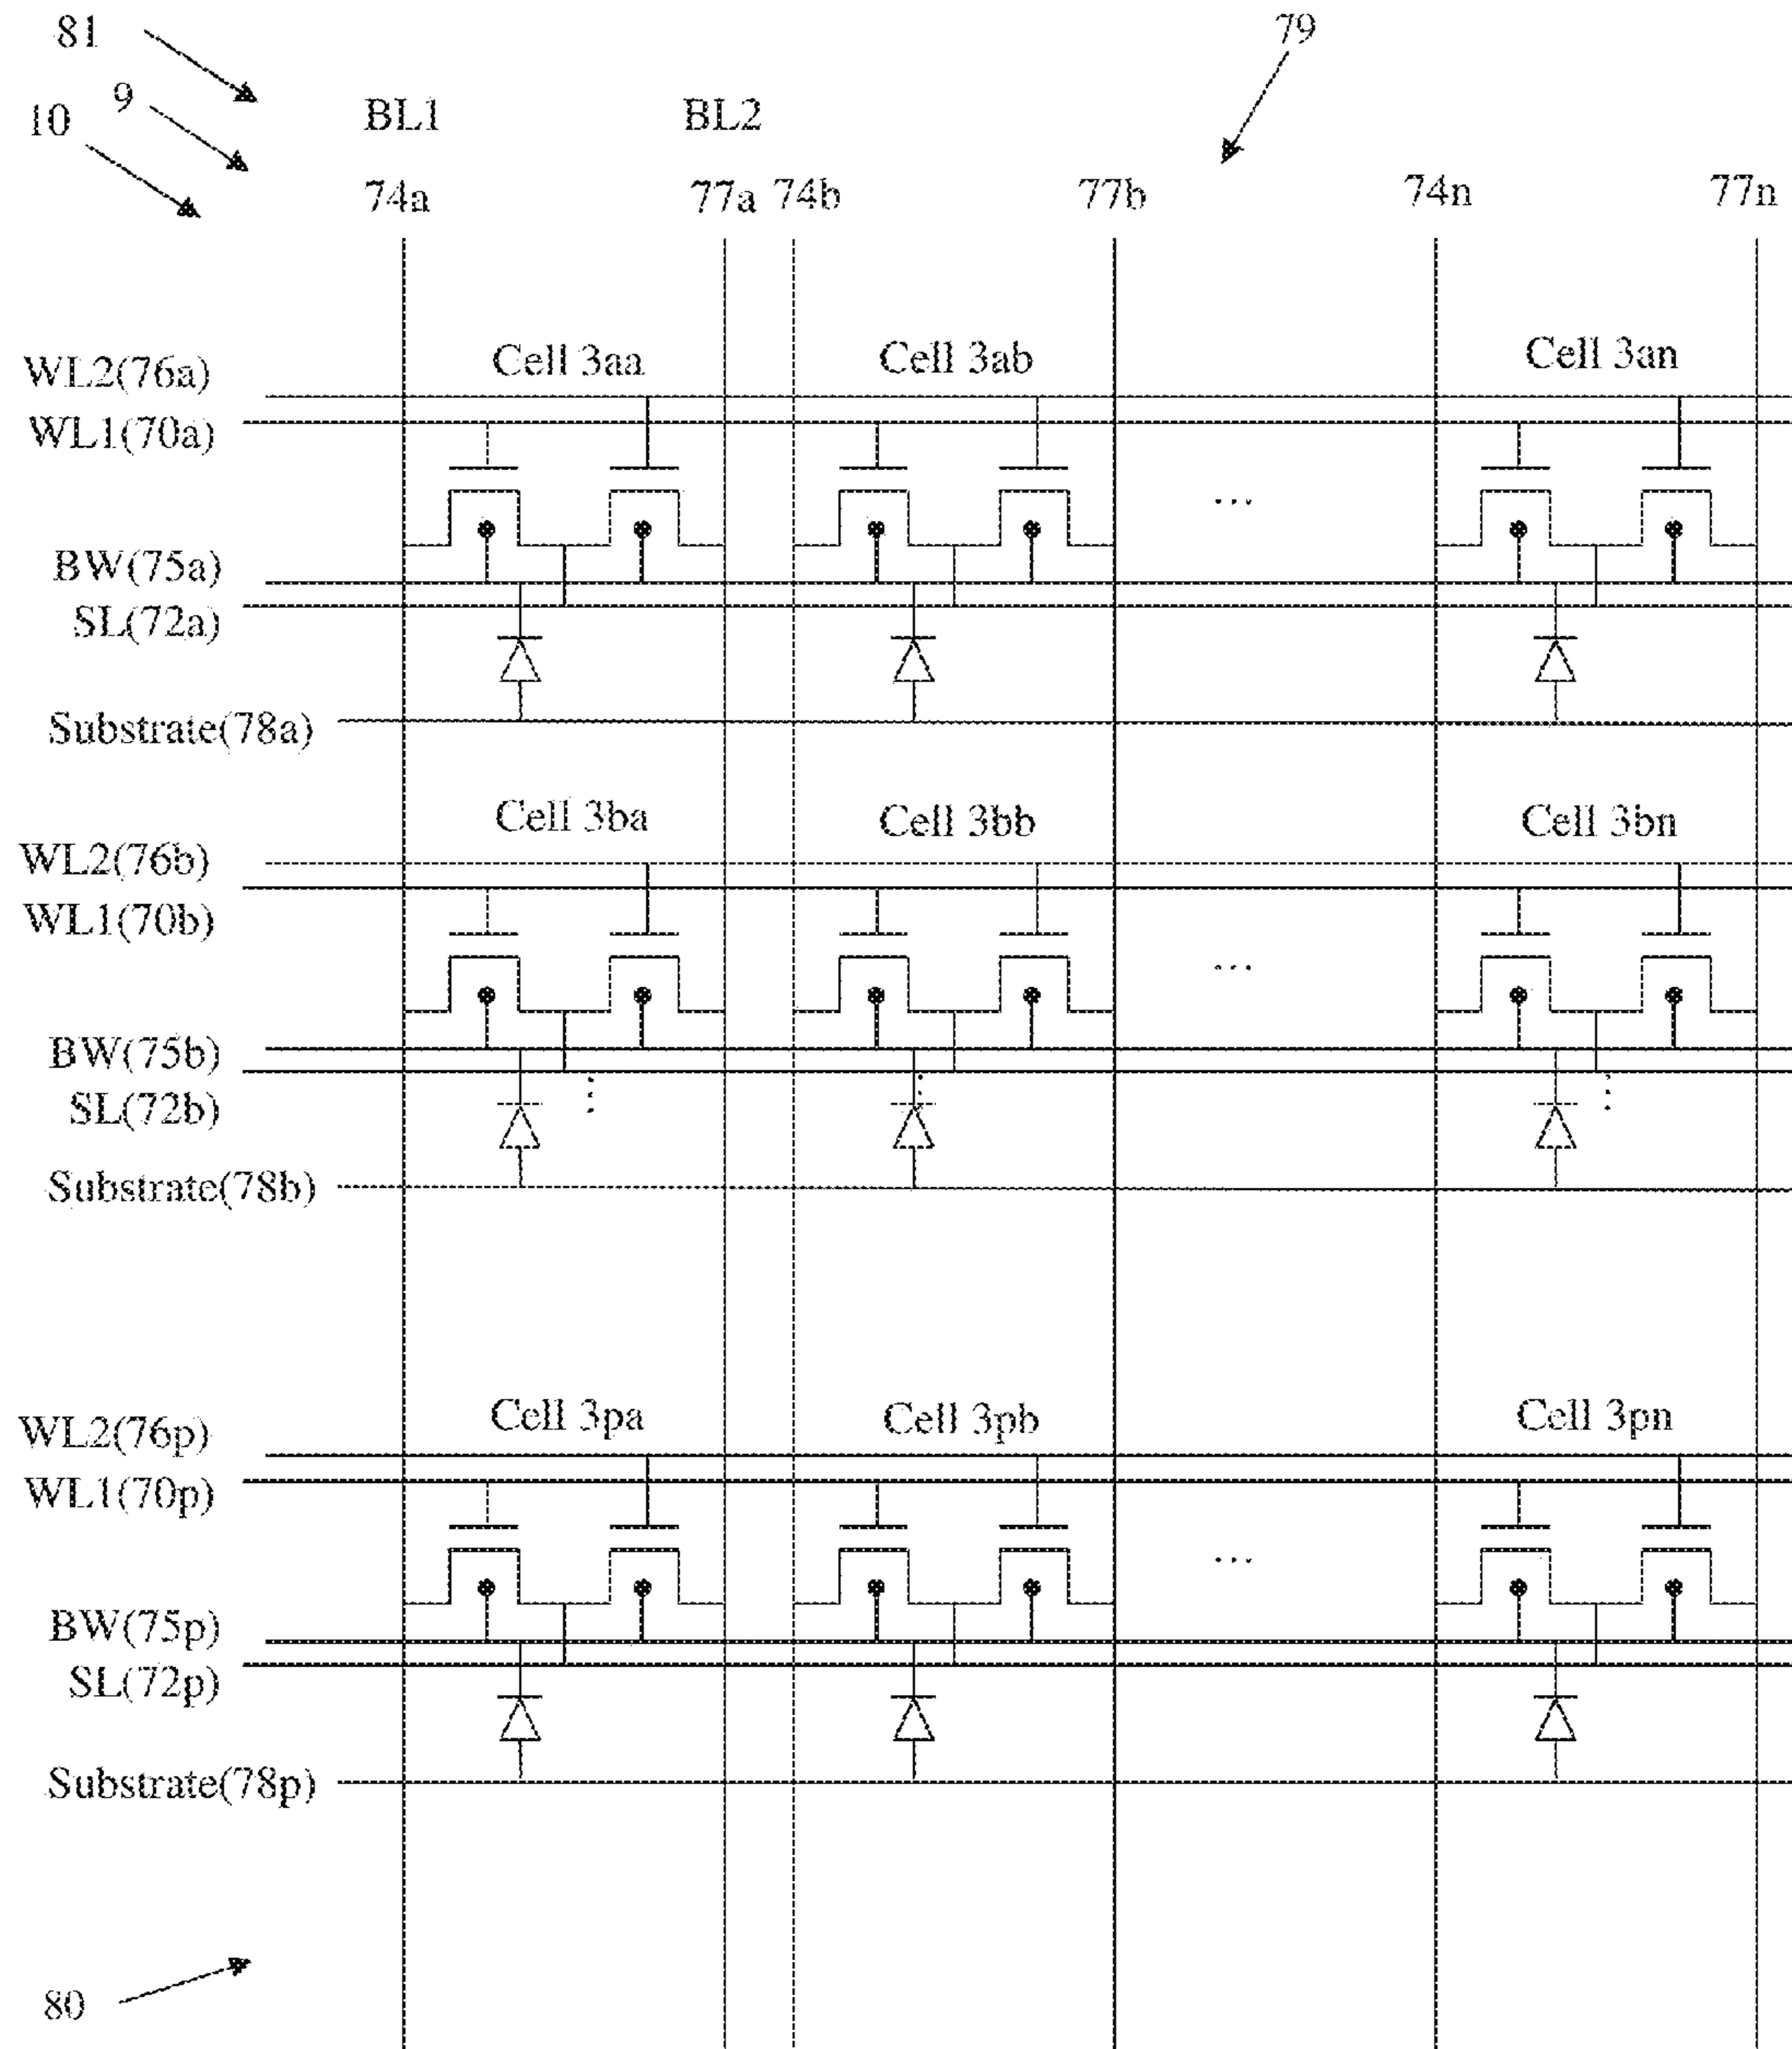 81
79
9
10
BL1 BL2
74a 77a 74b 77b 74n 77n
Cell 3aa Cell 3ab Cell 3an
WL2(76a)
WL1(70a)
...
BW(75a)
SL(72a)
Substrate(78a)
Cell 3ba Cell 3bb Cell 3bn
WL2(76b)
WL1(70b)
...
BW(75b)
SL(72b)
Substrate(78b)
Cell 3pa Cell 3pb Cell 3pn
WL2(76p)
WL1(70p)
...
BW(75p)
SL(72p)
Substrate(78p)
80